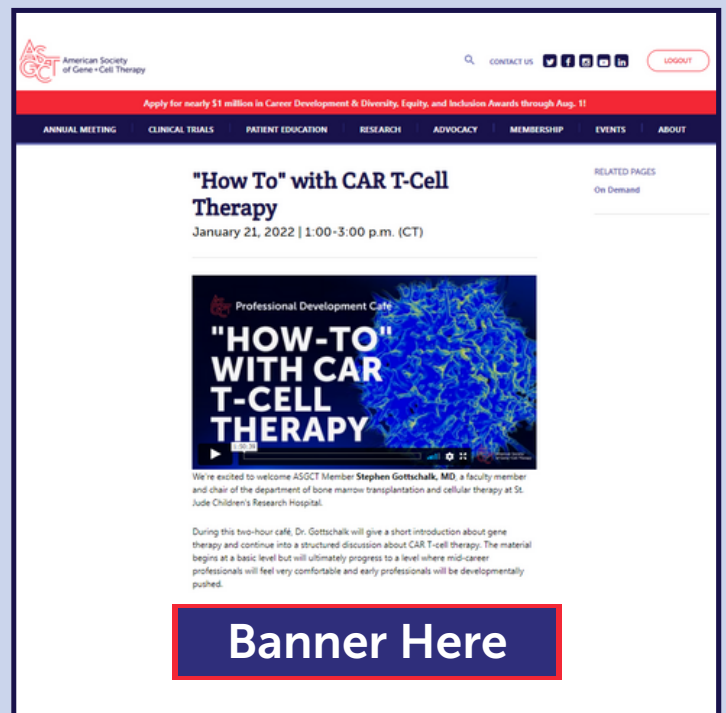 ASGCT
American Society
of Gene + Cell Therapy
CONTACT US
LOGOUT
Apply for nearly $1 million in Career Development & Diversity, Equity, and Inclusion Awards through Aug. 1!
ANNUAL MEETING CLINICAL TRIALS PATIENT EDUCATION RESEARCH ADVOCACY MEMBERSHIP EVENTS ABOUT
"How To" with CAR T-Cell
Therapy
January 21, 2022 | 1:00-3:00 p.m. (CT)
RELATED PAGES
On Demand
Professional Development Café
"HOW-TO"
WITH CAR
T-CELL
THERAPY
1:50:38
We're excited to welcome ASGCT Member Stephen Gottschalk, MD, a faculty member
and chair of the department of bone marrow transplantation and cellular therapy at St.
Jude Children's Research Hospital.
During this two-hour café, Dr. Gottschalk will give a short introduction about gene
therapy and continue into a structured discussion about CAR T-cell therapy. The material
begins at a basic level but will ultimately progress to a level where mid-career
professionals will feel very comfortable and early professionals will be developmentally
pushed.
Banner Here